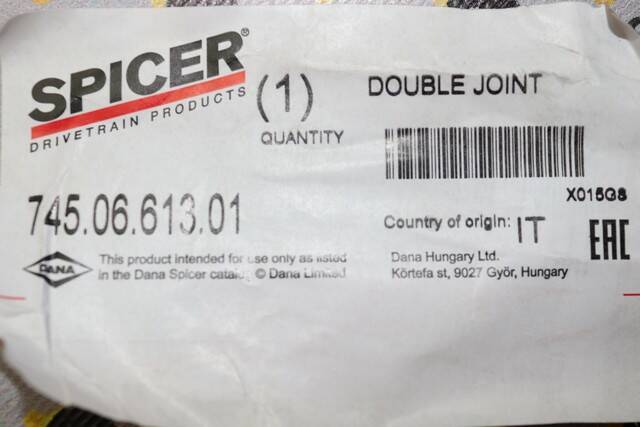 SPICER®
DRIVETRAIN PRODUCTS
(1)
QUANTITY
DOUBLE JOINT
X015G8
745.06.613.01
Country of origin: IT
EAC
DANA
This product intended for use only as listed
in the Dana Spicer catalog © Dana Limited
Dana Hungary Ltd.
Körtefa st, 9027 Győr, Hungary